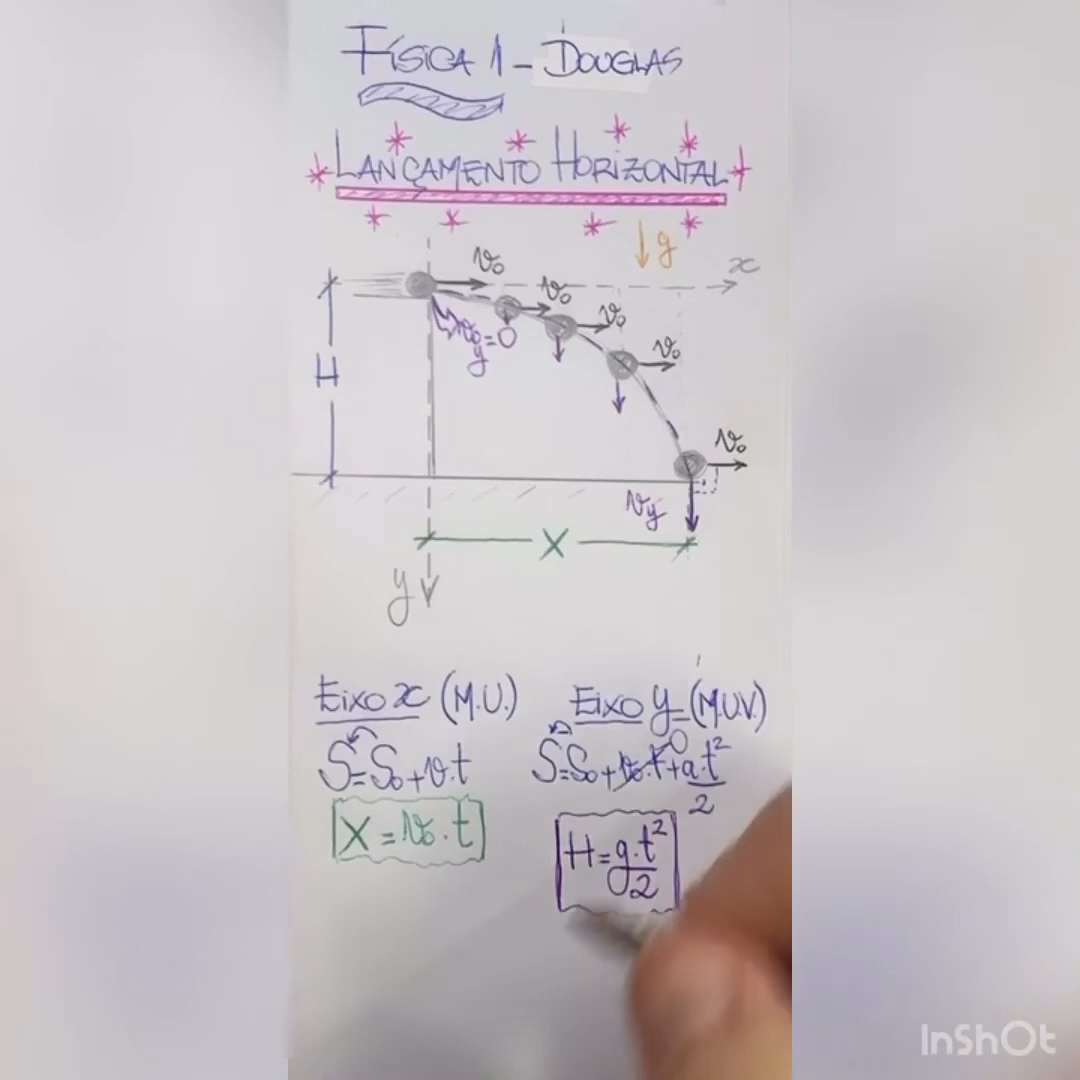 FÍSICA 1 - DOUGLAS
LANÇAMENTO HORIZONTAL
g
x
v₀
v₀
v₀
v₀
v₀y=0
H
v₀
vy
X
y
EIXO x (M.U.)
S=S₀+v.t
X=v₀.t
EIXO y (M.U.V.)
S=S₀+v₀.t+a.t²/2
0
H=g.t²/2
InShOt